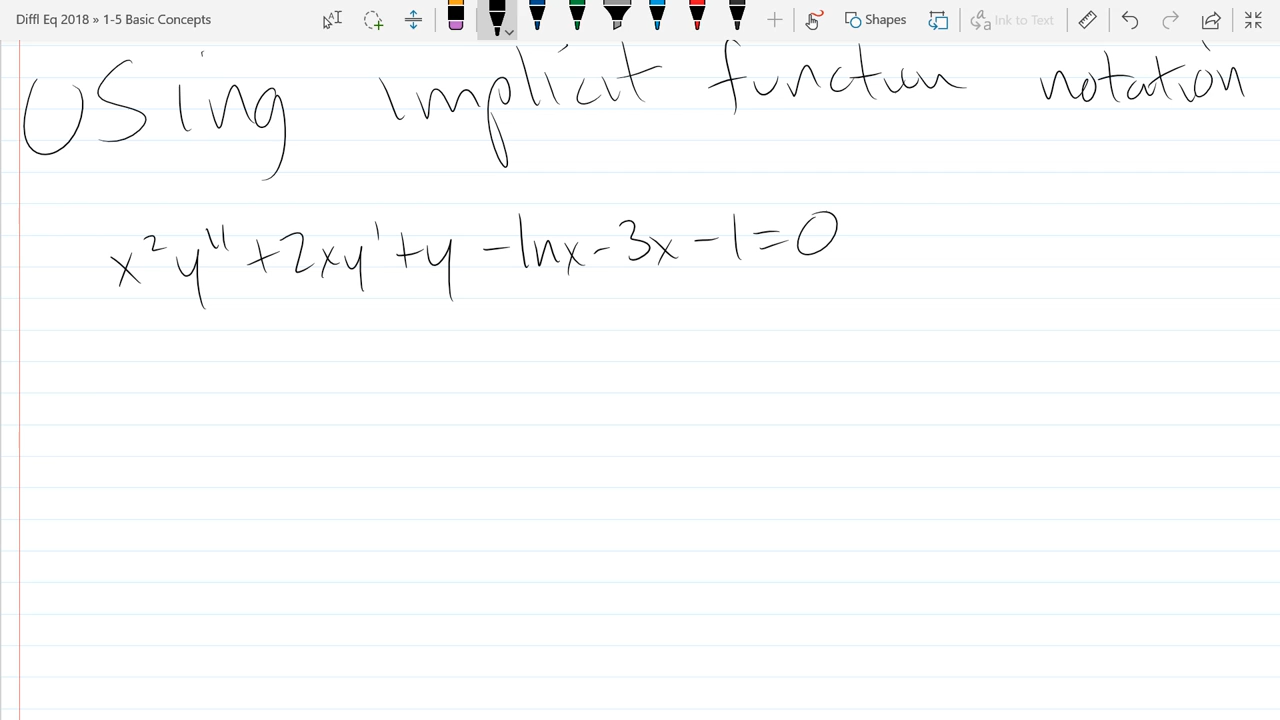 Diffl Eq 2018 » 1-5 Basic Concepts Shapes Ink to Text
Using implicit function notation
x²y'' + 2xy' + y - lnx - 3x - 1 = 0